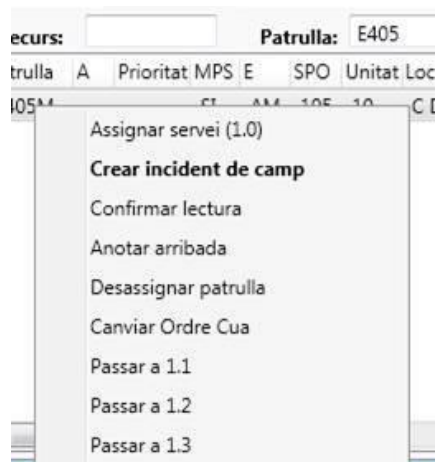 ecurs: Patrulla: E405
trulla A Prioritat MPS E SPO Unitat Loc
405M
Assignar servei (1.0)
Crear incident de camp
Confirmar lectura
Anotar arribada
Desassignar patrulla
Canviar Ordre Cua
Passar a 1.1
Passar a 1.2
Passar a 1.3